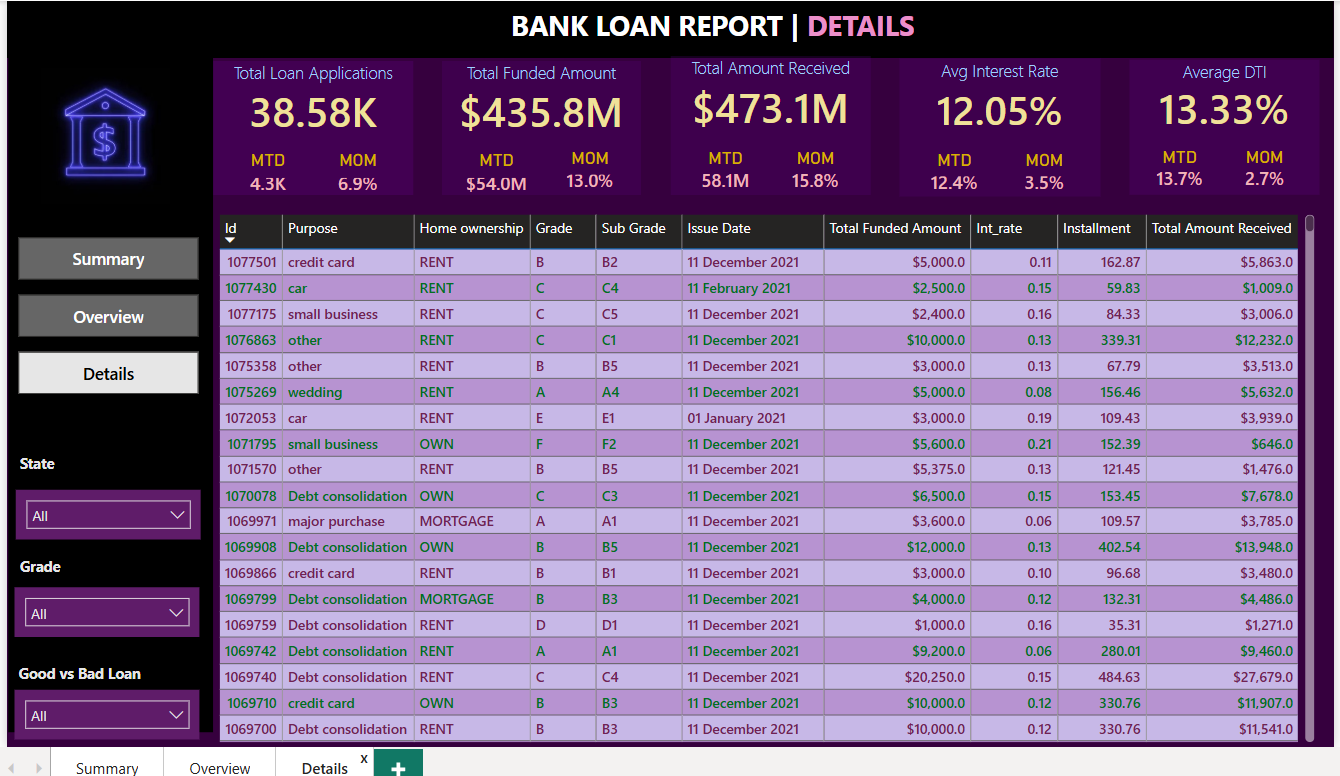 BANK LOAN REPORT | DETAILS
Total Loan Applications
38.58K
MTD MOM
4.3K 6.9%
Total Funded Amount
$435.8M
MTD MOM
$54.0M 13.0%
Total Amount Received
$473.1M
MTD MOM
58.1M 15.8%
Avg Interest Rate
12.05%
MTD MOM
12.4% 3.5%
Average DTI
13.33%
MTD MOM
13.7% 2.7%
$
Summary
Overview
Details
State
All
Grade
All
Good vs Bad Loan
All
Id Purpose Home ownership Grade Sub Grade Issue Date Total Funded Amount Int_rate Installment Total Amount Received
1077501 credit card RENT B B2 11 December 2021 $5,000.0 0.11 162.87 $5,863.0
1077430 car RENT C C4 11 February 2021 $2,500.0 0.15 59.83 $1,009.0
1077175 small business RENT C C5 11 December 2021 $2,400.0 0.16 84.33 $3,006.0
1076863 other RENT C C1 11 December 2021 $10,000.0 0.13 339.31 $12,232.0
1075358 other RENT B B5 11 December 2021 $3,000.0 0.13 67.79 $3,513.0
1075269 wedding RENT A A4 11 December 2021 $5,000.0 0.08 156.46 $5,632.0
1072053 car RENT E E1 01 January 2021 $3,000.0 0.19 109.43 $3,939.0
1071795 small business OWN F F2 11 December 2021 $5,600.0 0.21 152.39 $646.0
1071570 other RENT B B5 11 December 2021 $5,375.0 0.13 121.45 $1,476.0
1070078 Debt consolidation OWN C C3 11 December 2021 $6,500.0 0.15 153.45 $7,678.0
1069971 major purchase MORTGAGE A A1 11 December 2021 $3,600.0 0.06 109.57 $3,785.0
1069908 Debt consolidation OWN B B5 11 December 2021 $12,000.0 0.13 402.54 $13,948.0
1069866 credit card RENT B B1 11 December 2021 $3,000.0 0.10 96.68 $3,480.0
1069799 Debt consolidation MORTGAGE B B3 11 December 2021 $4,000.0 0.12 132.31 $4,486.0
1069759 Debt consolidation RENT D D1 11 December 2021 $1,000.0 0.16 35.31 $1,271.0
1069742 Debt consolidation RENT A A1 11 December 2021 $9,200.0 0.06 280.01 $9,460.0
1069740 Debt consolidation RENT C C4 11 December 2021 $20,250.0 0.15 484.63 $27,679.0
1069710 credit card OWN B B3 11 December 2021 $10,000.0 0.12 330.76 $11,907.0
1069700 Debt consolidation RENT B B3 11 December 2021 $10,000.0 0.12 330.76 $11,541.0
Summary Overview Details x +